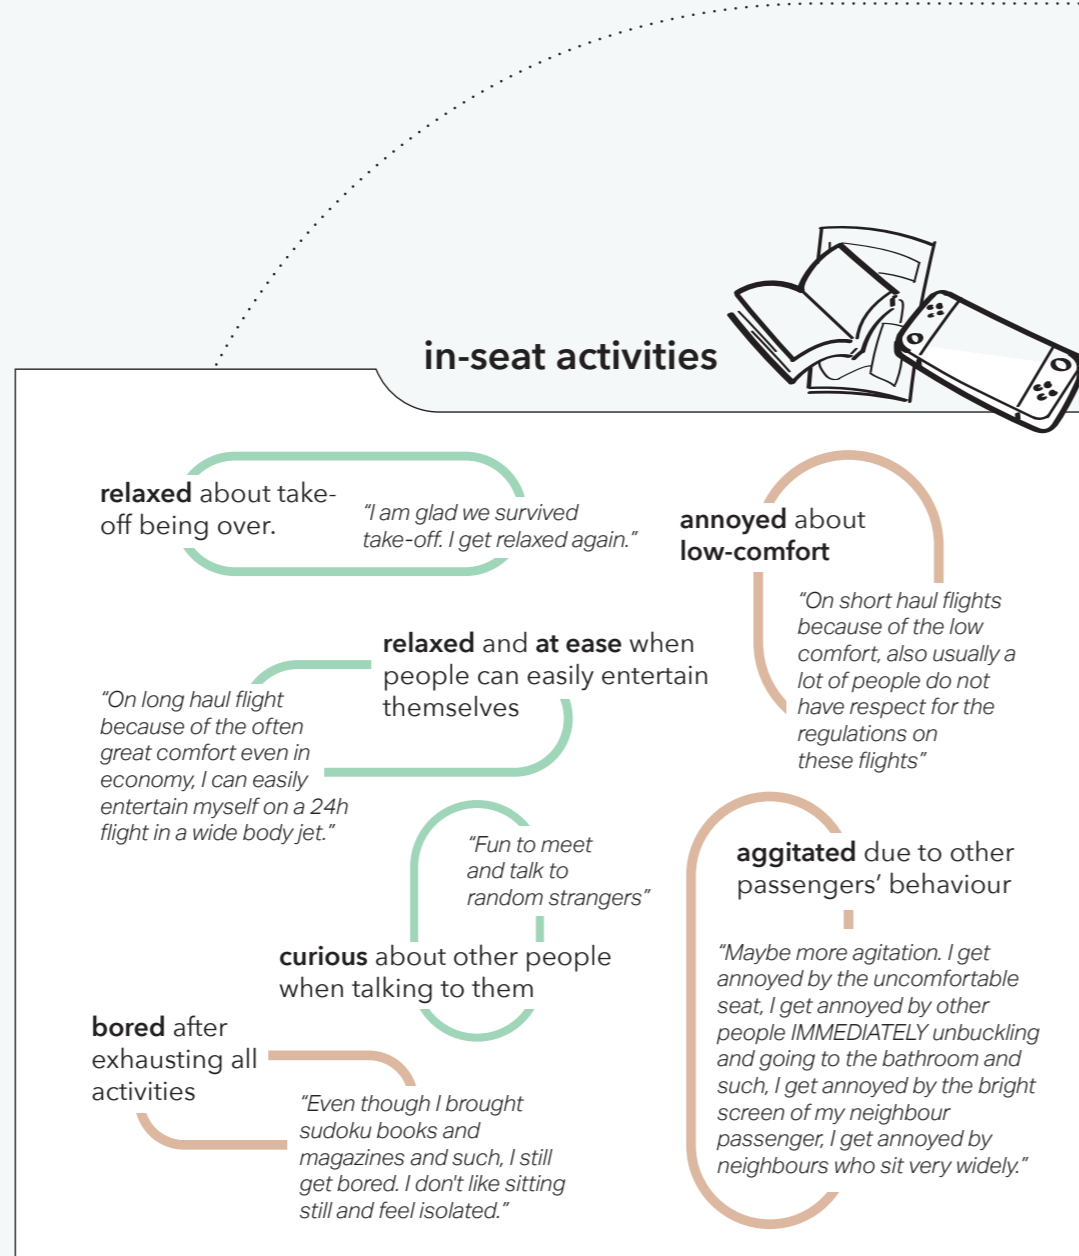 in-seat activities
relaxed about take-
off being over.
“I am glad we survived
take-off. I get relaxed again.”
annoyed about
low-comfort
“On short haul flights
because of the low
comfort, also usually a
lot of people do not
have respect for the
regulations on
these flights”
relaxed and at ease when
people can easily entertain
themselves
“On long haul flight
because of the often
great comfort even in
economy, I can easily
entertain myself on a 24h
flight in a wide body jet.”
“Fun to meet
and talk to
random strangers”
curious about other people
when talking to them
aggitated due to other
passengers’ behaviour
“Maybe more agitation. I get
annoyed by the uncomfortable
seat, I get annoyed by other
people IMMEDIATELY unbuckling
and going to the bathroom and
such, I get annoyed by the bright
screen of my neighbour
passenger, I get annoyed by
neighbours who sit very widely.”
bored after
exhausting all
activities
“Even though I brought
sudoku books and
magazines and such, I still
get bored. I don't like sitting
still and feel isolated.”